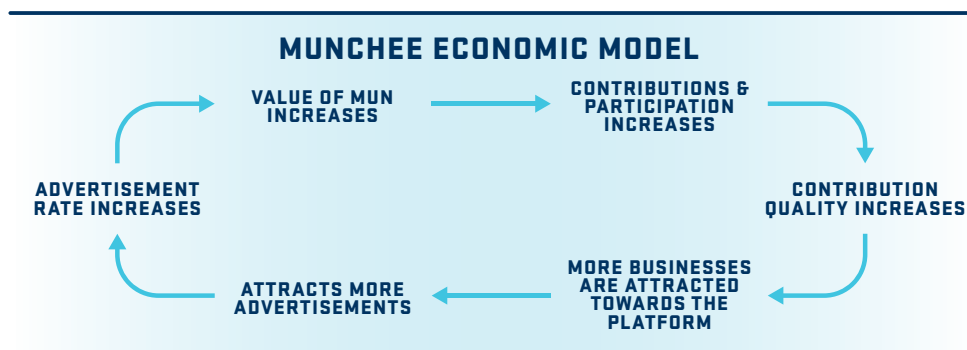 MUNCHEE ECONOMIC MODEL
VALUE OF MUN
INCREASES
CONTRIBUTIONS &
PARTICIPATION
INCREASES
CONTRIBUTION
QUALITY INCREASES
MORE BUSINESSES
ARE ATTRACTED
TOWARDS THE
PLATFORM
ATTRACTS MORE
ADVERTISEMENTS
ADVERTISEMENT
RATE INCREASES